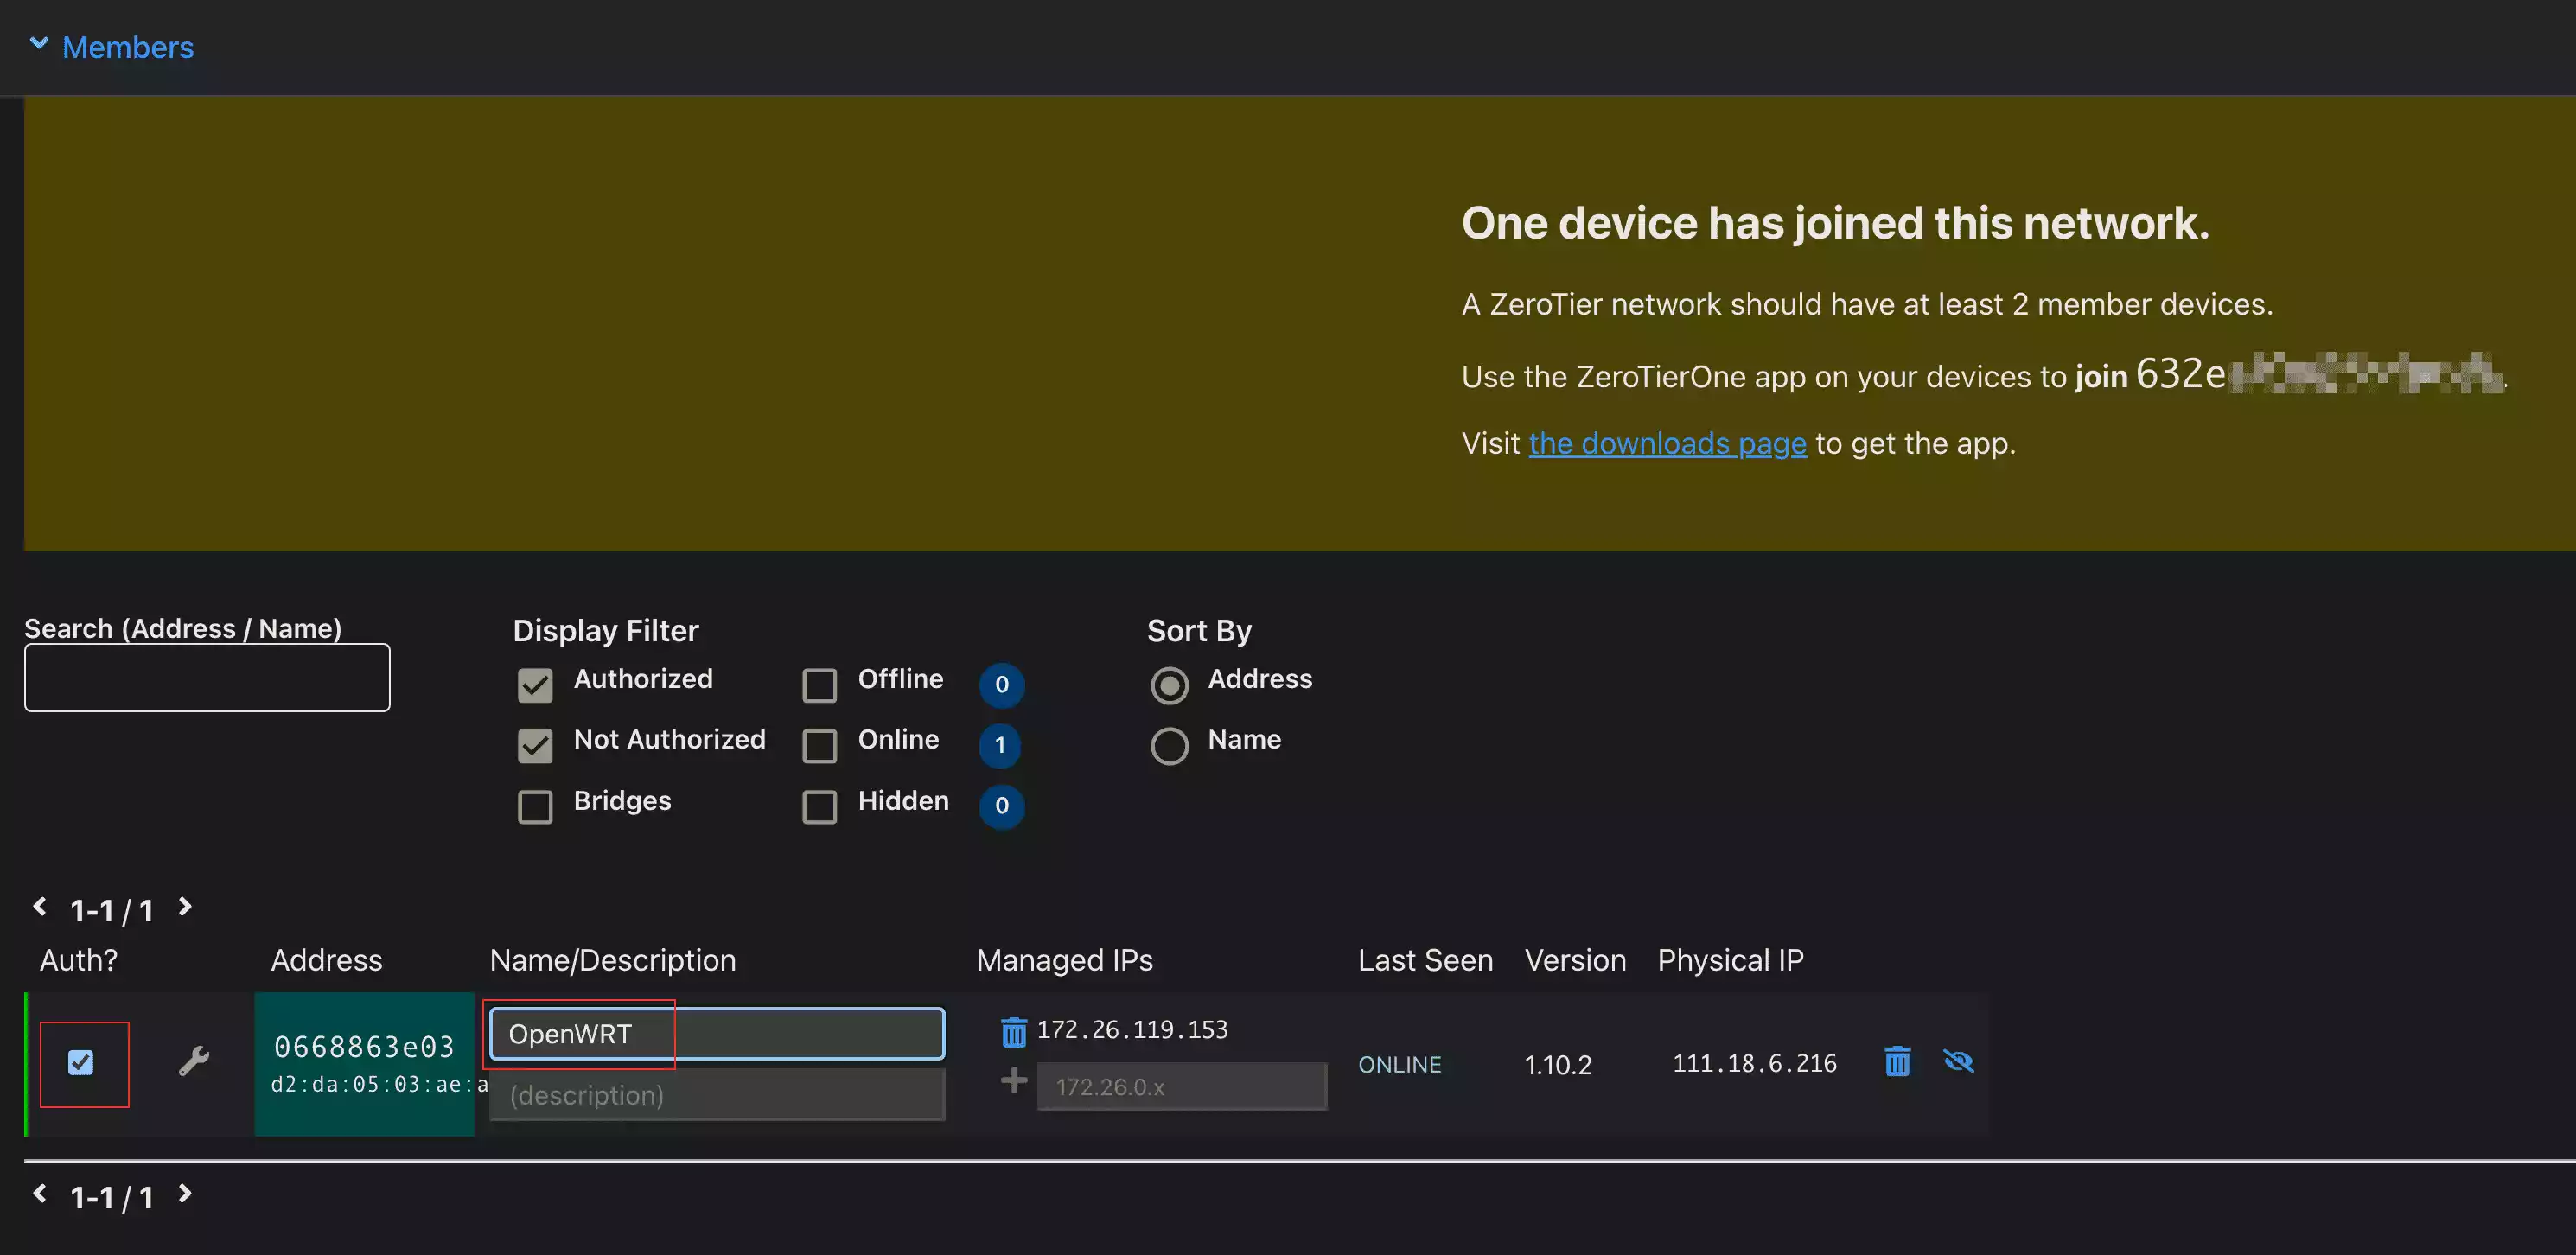 Members
One device has joined this network.
A ZeroTier network should have at least 2 member devices.
Use the ZeroTierOne app on your devices to join 632e
Visit the downloads page to get the app.
Search (Address / Name)
Display Filter
Sort By
Authorized
Offline
0
Address
Not Authorized
Online
1
Name
Bridges
Hidden
0
1-1 / 1
Auth?
Address
Name/Description
Managed IPs
Last Seen
Version
Physical IP
0668863e03
d2:da:05:03:ae:a
OpenWRT
(description)
172.26.119.153
172.26.0.x
ONLINE
1.10.2
111.18.6.216
1-1 / 1